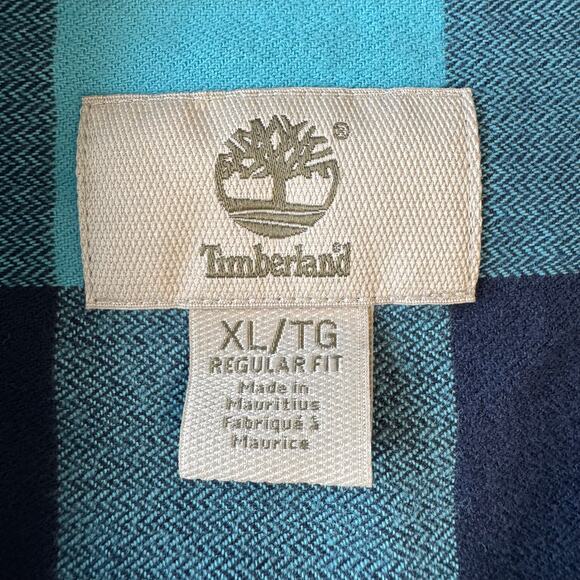 ®
Timberland®
XL/TG
REGULAR FIT
Made in
Mauritius
Fabriqué à
Maurice